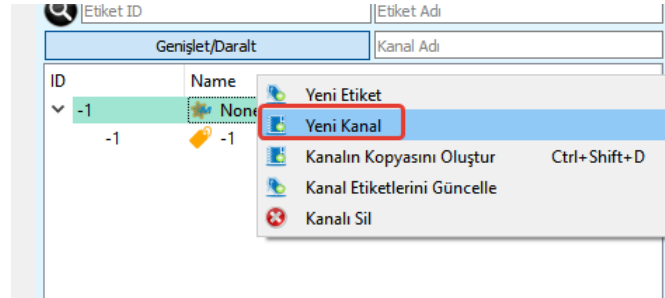 Etiket ID Etiket Adı
Genişlet/Daralt Kanal Adı
ID Name
-1 None
-1 -1
Yeni Etiket
Yeni Kanal
Kanalın Kopyasını Oluştur Ctrl+Shift+D
Kanal Etiketlerini Güncelle
Kanalı Sil